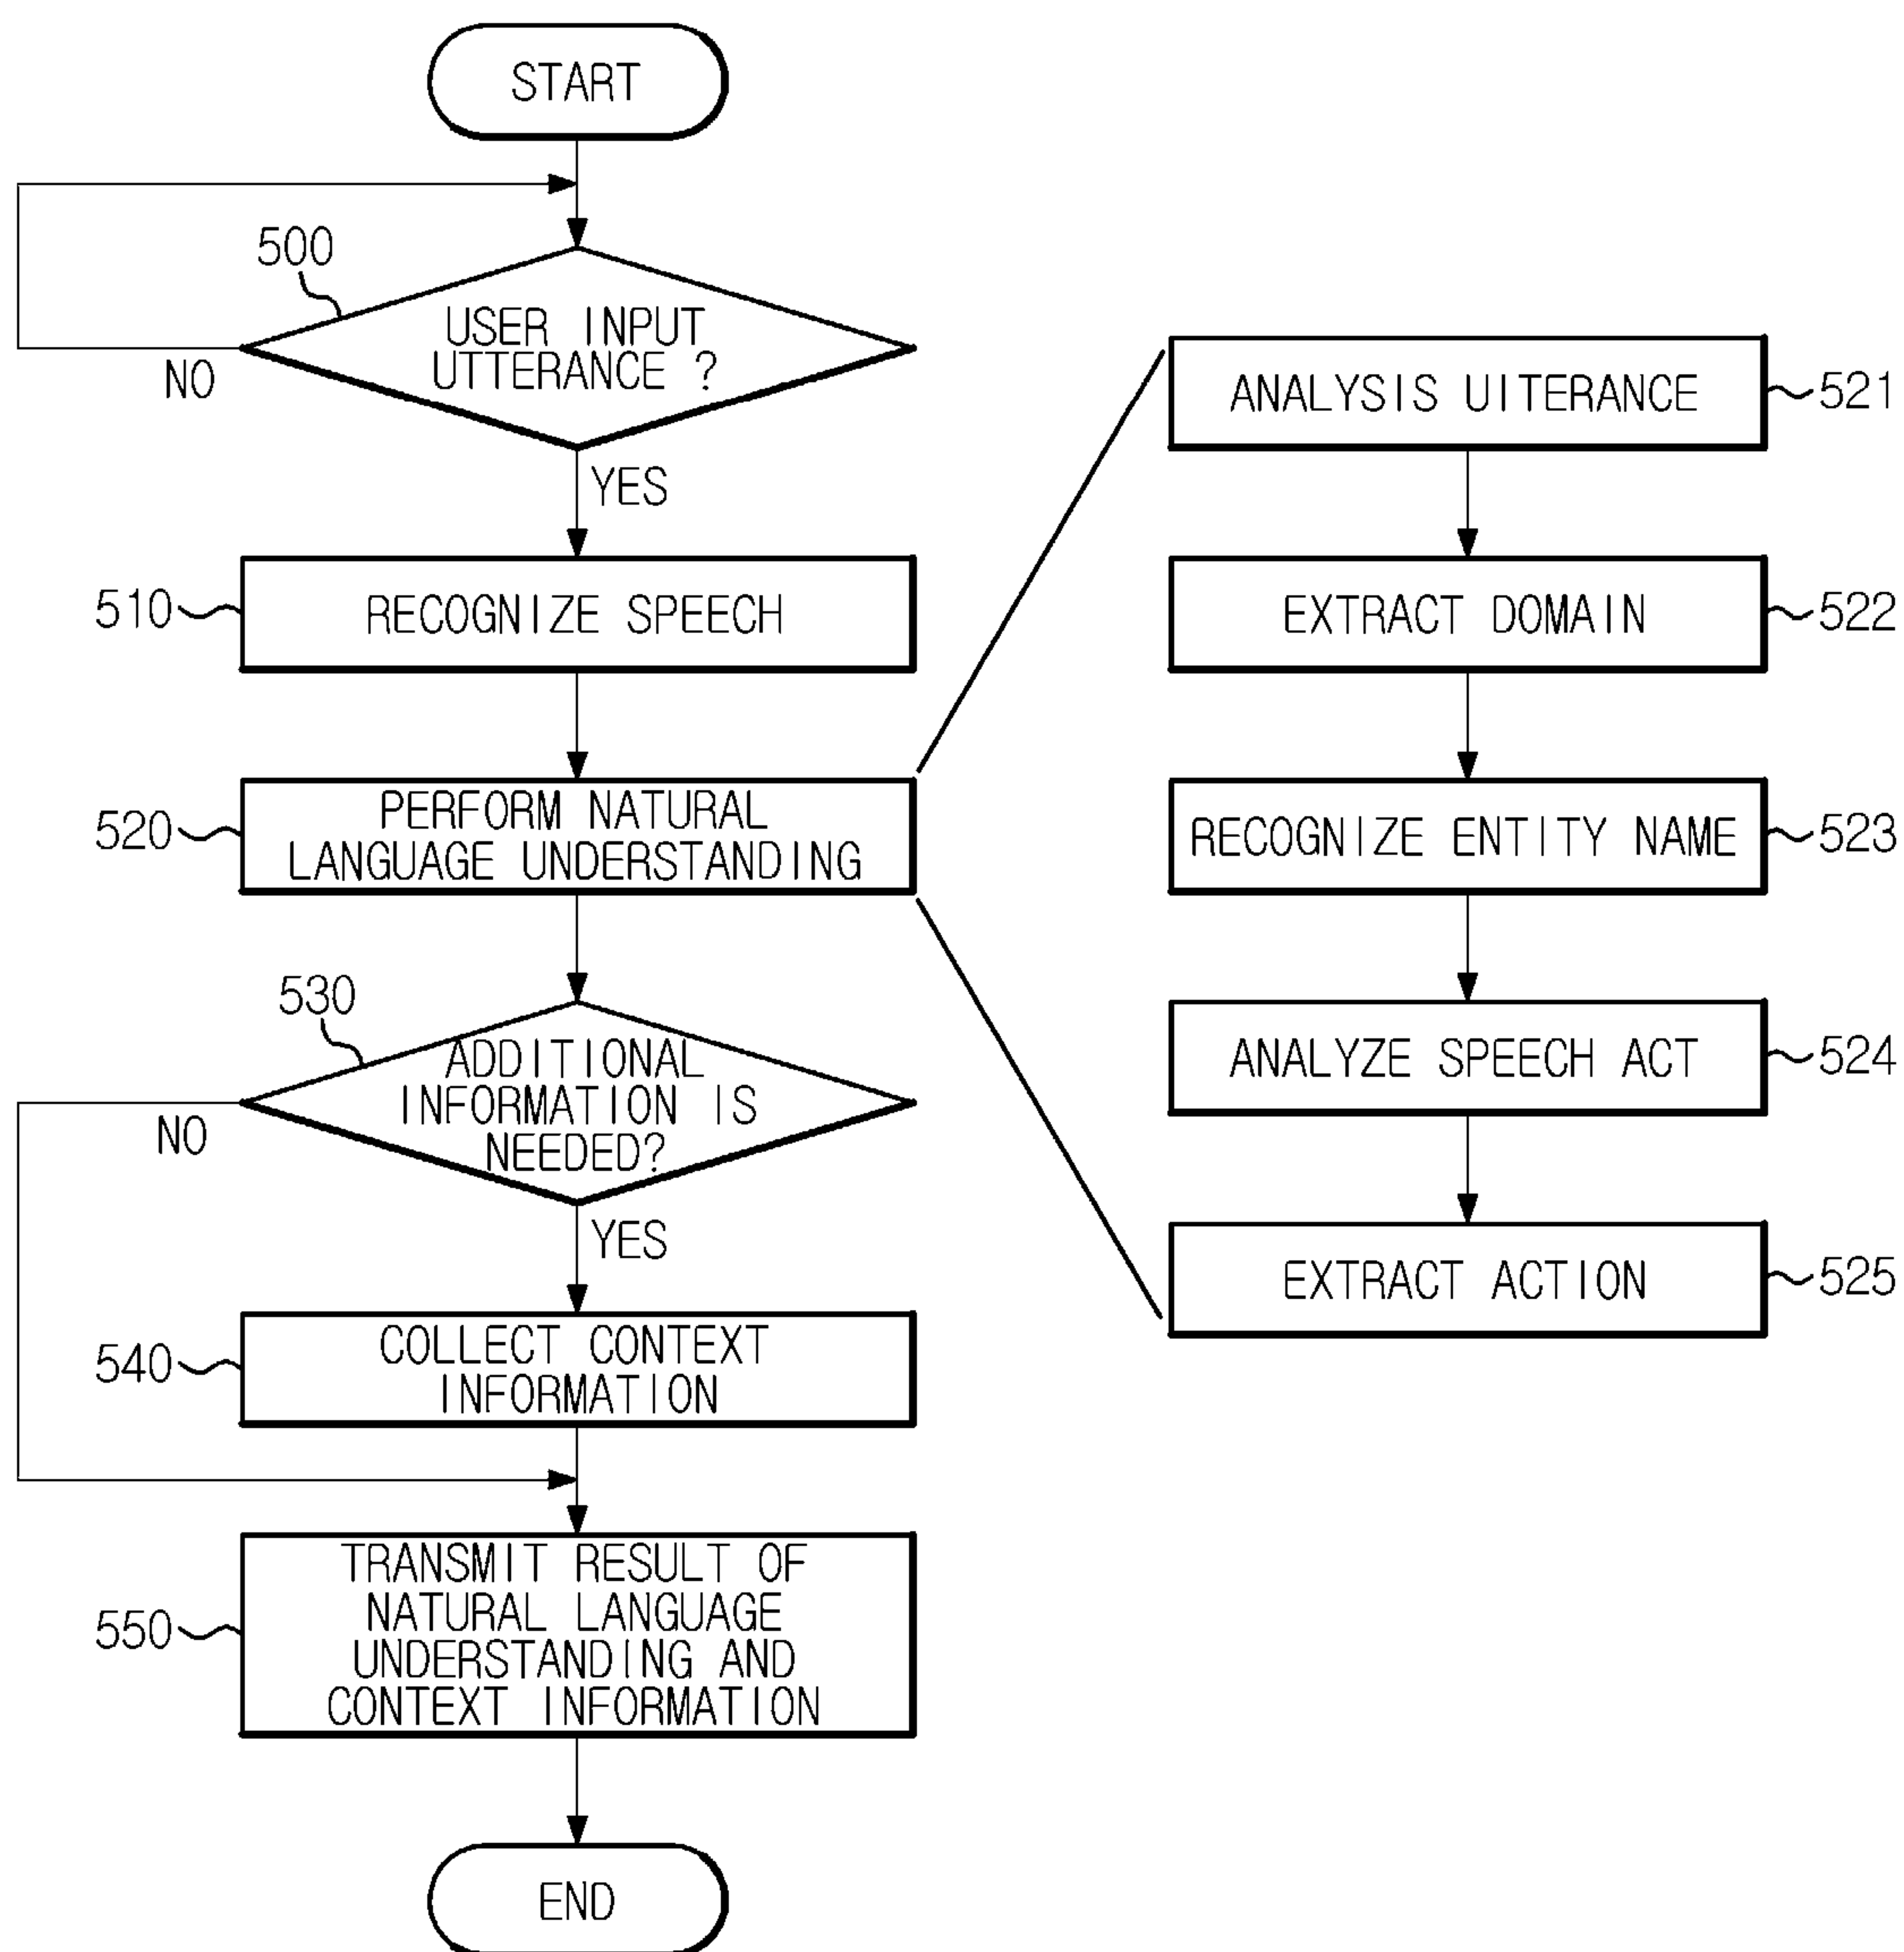 START
500
USER INPUT
UTTERANCE ?
NO
YES
510
RECOGNIZE SPEECH
520
PERFORM NATURAL
LANGUAGE UNDERSTANDING
530
ADDITIONAL
INFORMATION IS
NEEDED?
NO
YES
540
COLLECT CONTEXT
INFORMATION
550
TRANSMIT RESULT OF
NATURAL LANGUAGE
UNDERSTANDING AND
CONTEXT INFORMATION
END
ANALYSIS UITERANCE
521
EXTRACT DOMAIN
522
RECOGNIZE ENTITY NAME
523
ANALYZE SPEECH ACT
524
EXTRACT ACTION
525